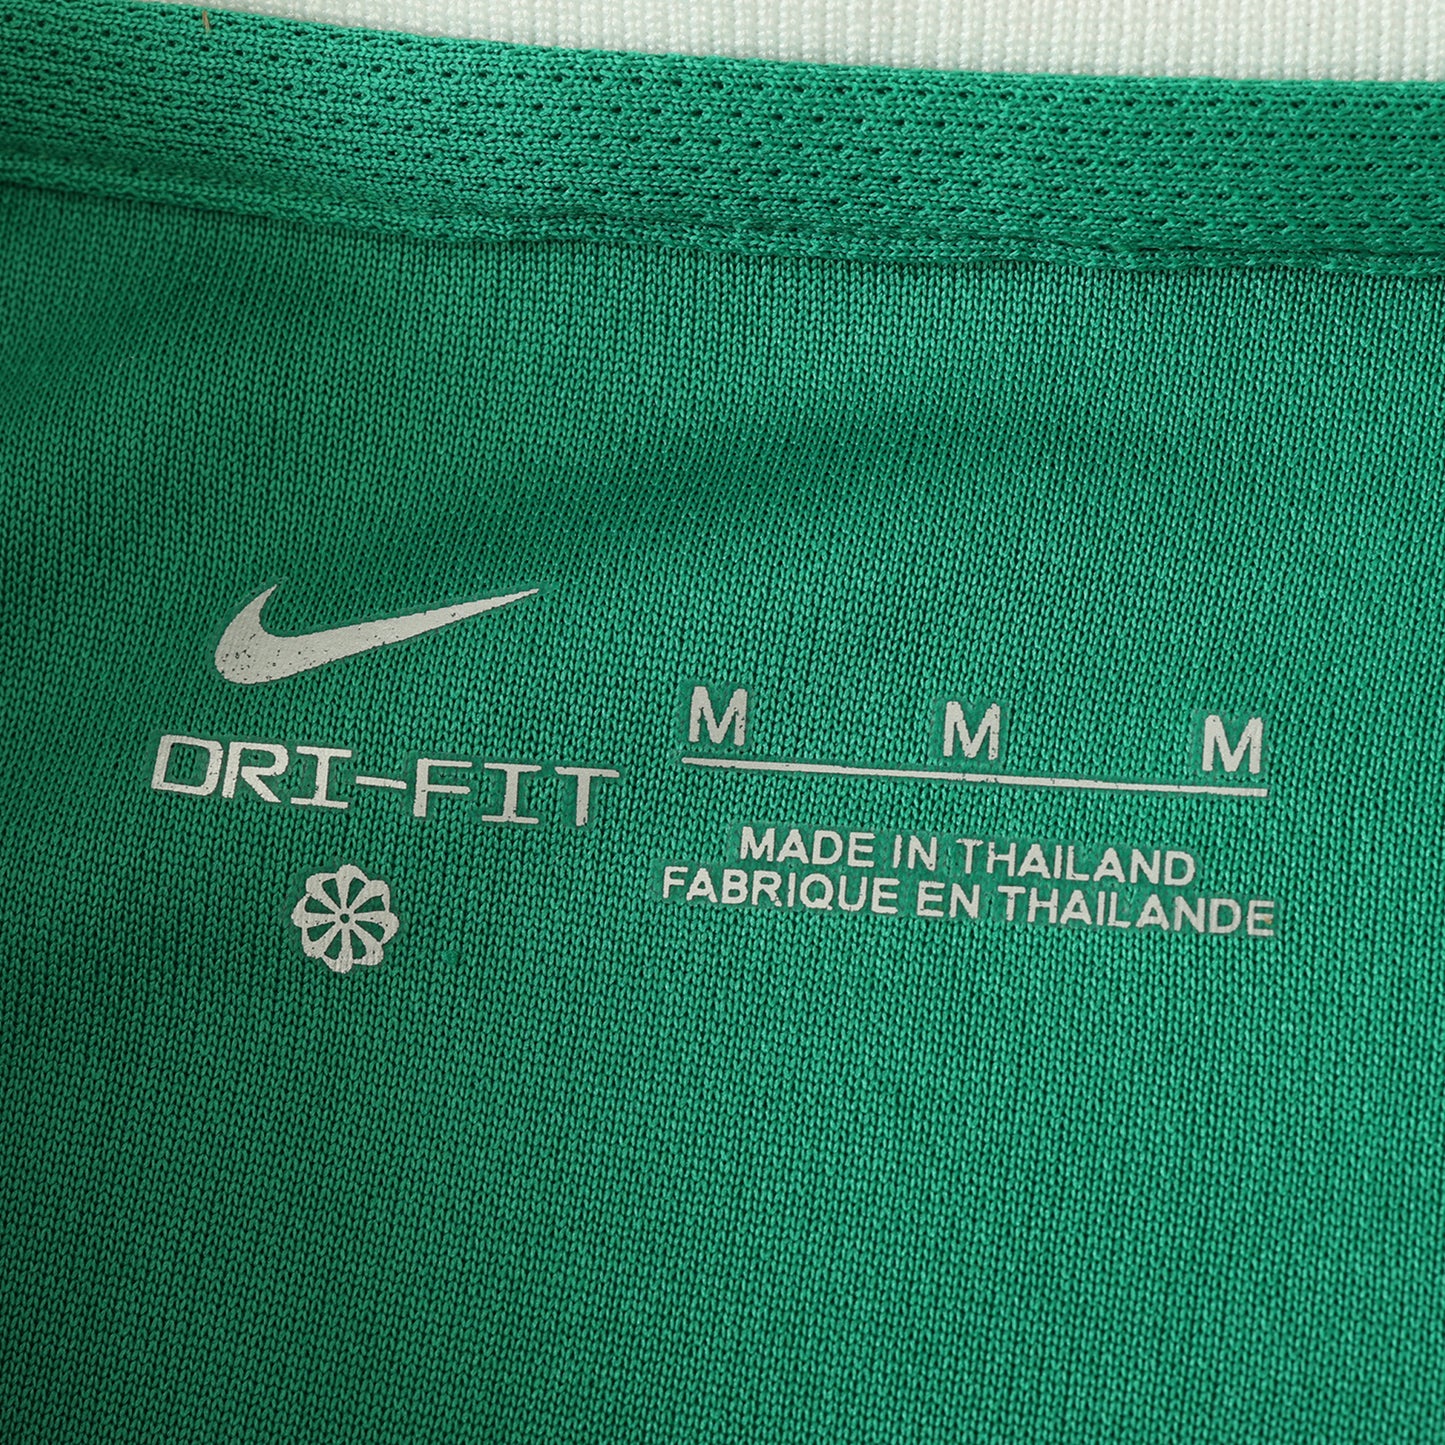 DRI-FIT
M M M
MADE IN THAILAND
FABRIQUE EN THAILANDE